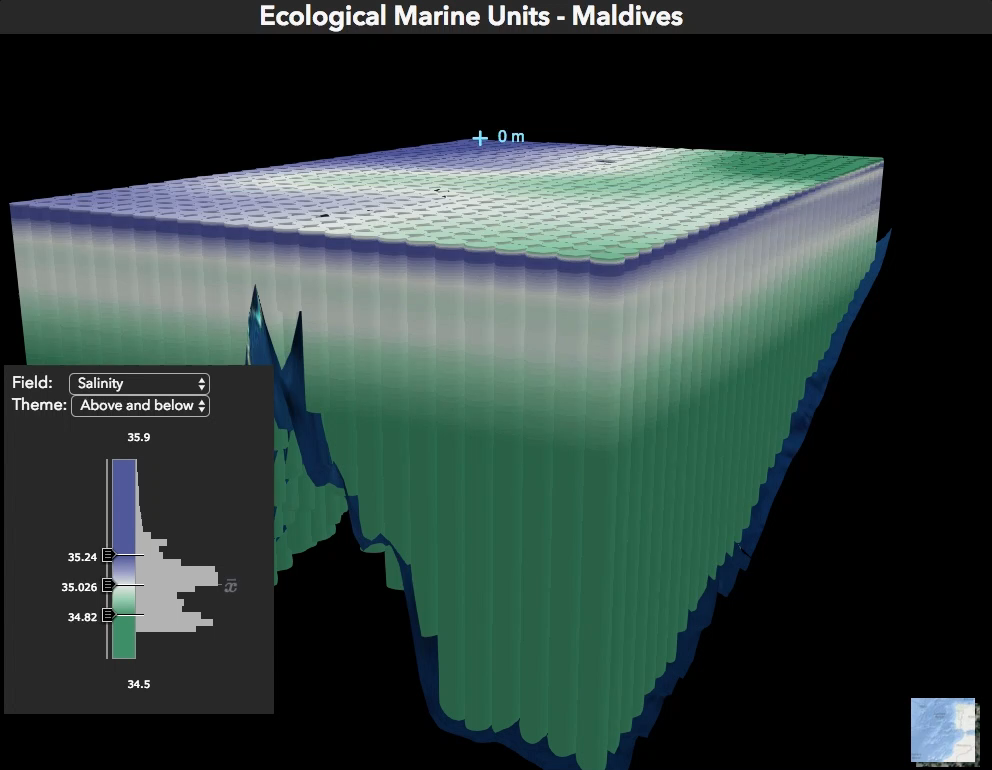 Ecological Marine Units - Maldives
0 m
Field: Salinity
Theme: Above and below
35.9
35.24
35.026
x̄
34.82
34.5